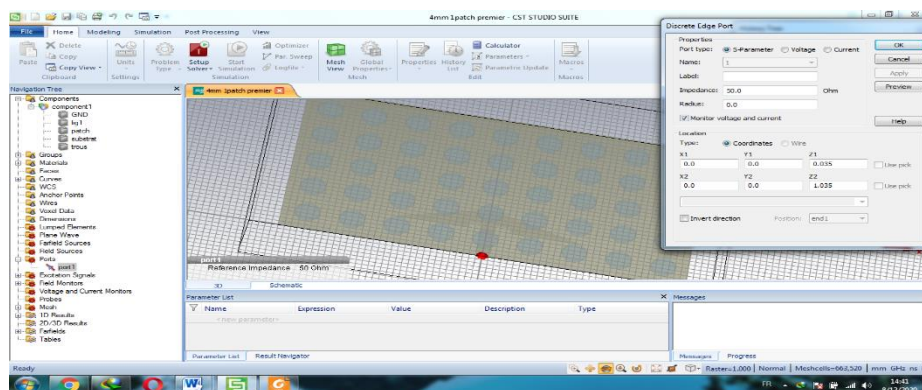 4mm 1patch premier - CST STUDIO SUITE
File Home Modeling Simulation Post Processing View
Paste
Delete
Copy
Copy View
Clipboard
Units
Settings
Problem Type
Setup Solver
Start Simulation
Optimizer
Par. Sweep
Logfile
Simulation
Mesh View
Global Properties
Mesh
Properties
History List
Calculator
Parameters
Parametric Update
Edit
Macros
Macros
Navigation Tree
4mm 1patch premier
Components
component1
GND
patch
substrat
trous
Groups
Materials
Faces
Curves
WCS
Anchor Points
Wires
Voxel Data
Dimensions
Lumped Elements
Plane Wave
Farfield Sources
Field Sources
Ports
port1
Excitation Signals
Field Monitors
Voltage and Current Monitors
Probes
Mesh
1D Results
2D/3D Results
Farfields
Tables
port1
Reference Impedance : 50 Ohm
3D Schematic
Parameter List
Name Expression Value Description Type
<new parameter>
Parameter List Result Navigator
Messages
Messages Progress
Discrete Edge Port
Properties
Port type: S-Parameter Voltage Current
Name: 1
Label:
Impedance: 50.0 Ohm
Radius: 0.0
Monitor voltage and current
Location
Type: Coordinates Wire
X1 Y1 Z1
0.0 0.0 0.035 Use pick
X2 Y2 Z2
0.0 0.0 1.035 Use pick
Invert direction Position: end1
OK
Cancel
Apply
Preview
Help
Ready
Raster=1.000 Normal Meshcells=663,520 mm GHz
FR 14:41